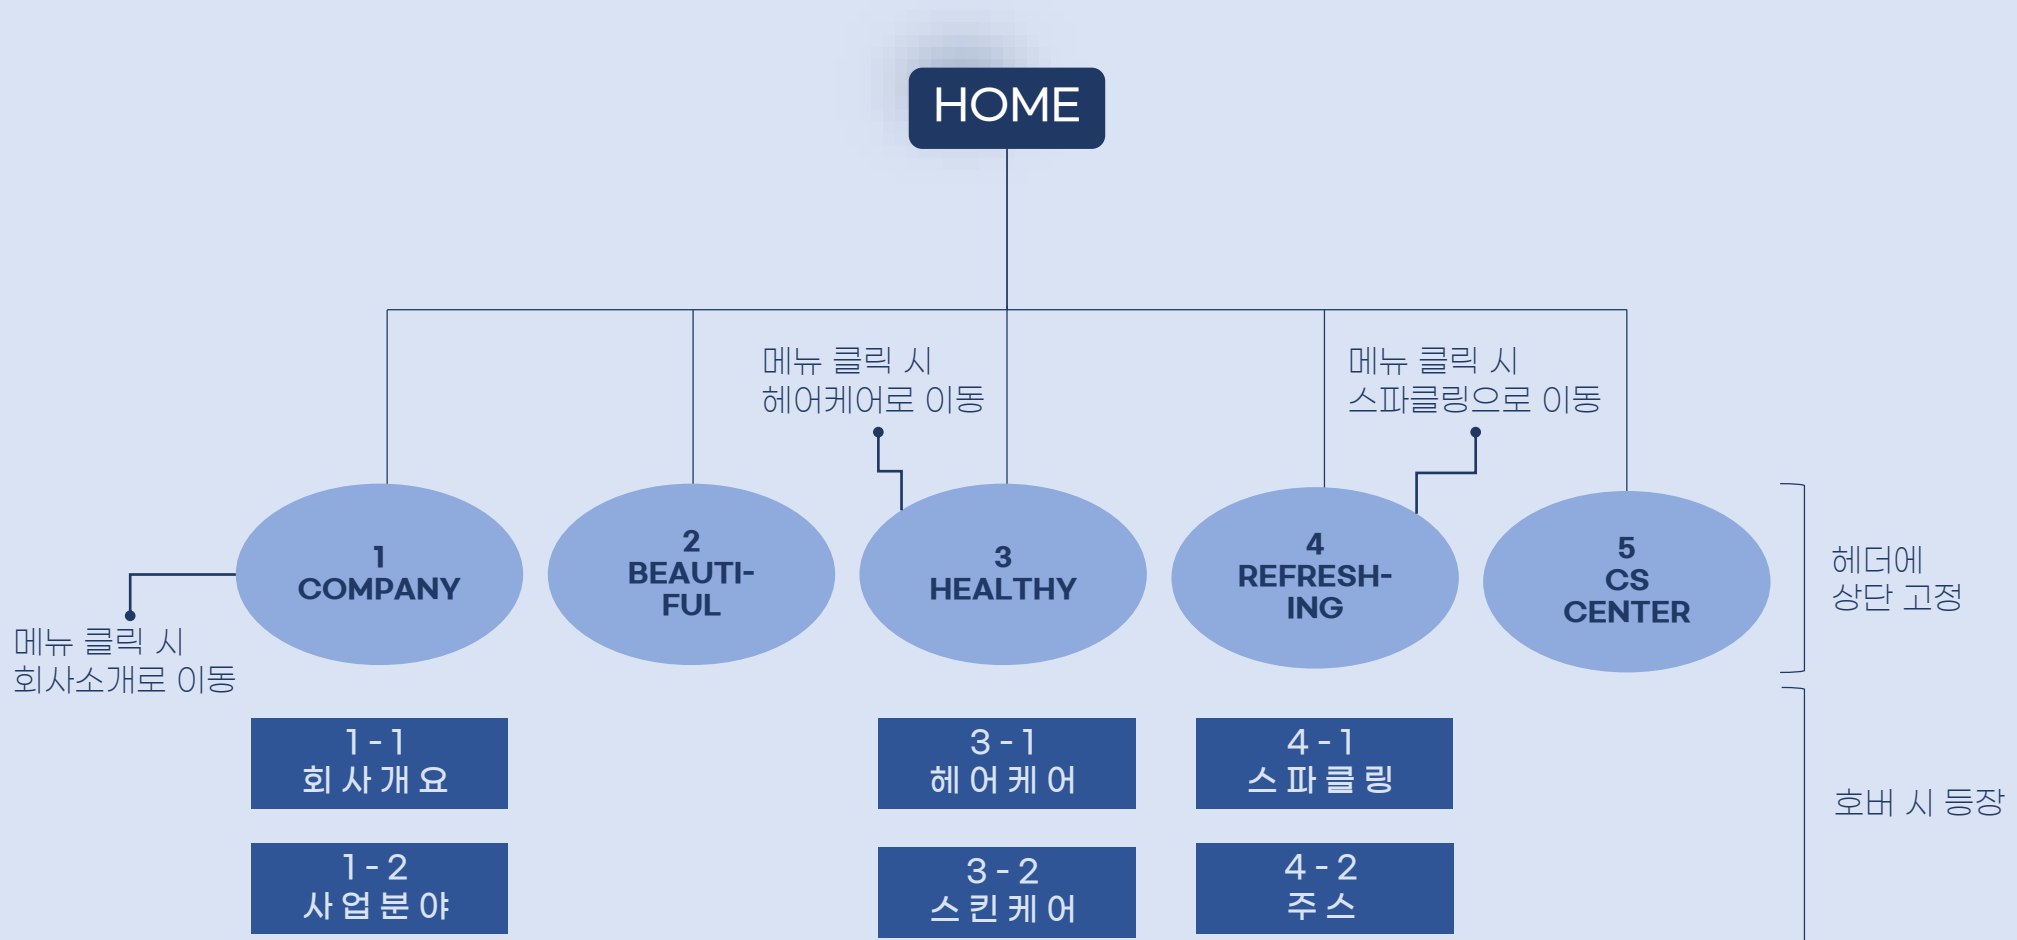 HOME
메뉴 클릭 시
헤어케어로 이동
메뉴 클릭 시
스파클링으로 이동
1
COMPANY
2
BEAUTI-
FUL
3
HEALTHY
4
REFRESH-
ING
5
CS
CENTER
헤더에
상단 고정
메뉴 클릭 시
회사소개로 이동
1-1
회사개요
3-1
헤어케어
4-1
스파클링
호버 시 등장
1-2
사업분야
3-2
스킨케어
4-2
주스